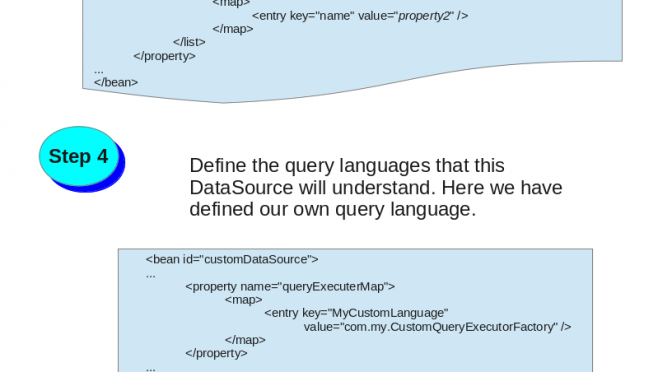 <map>
<entry key="name" value="property2" />
</map>
</list>
</property>
...
</bean>
Step 4
Define the query languages that this
DataSource will understand. Here we have
defined our own query language.
<bean id="customDataSource">
...
<property name="queryExecuterMap">
<map>
<entry key="MyCustomLanguage"
value="com.my.CustomQueryExecutorFactory" />
</map>
</property>
...